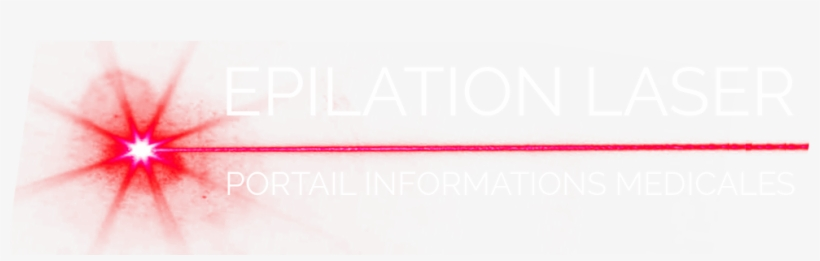 EPILATION LASER
PORTAIL INFORMATIONS MEDICALES